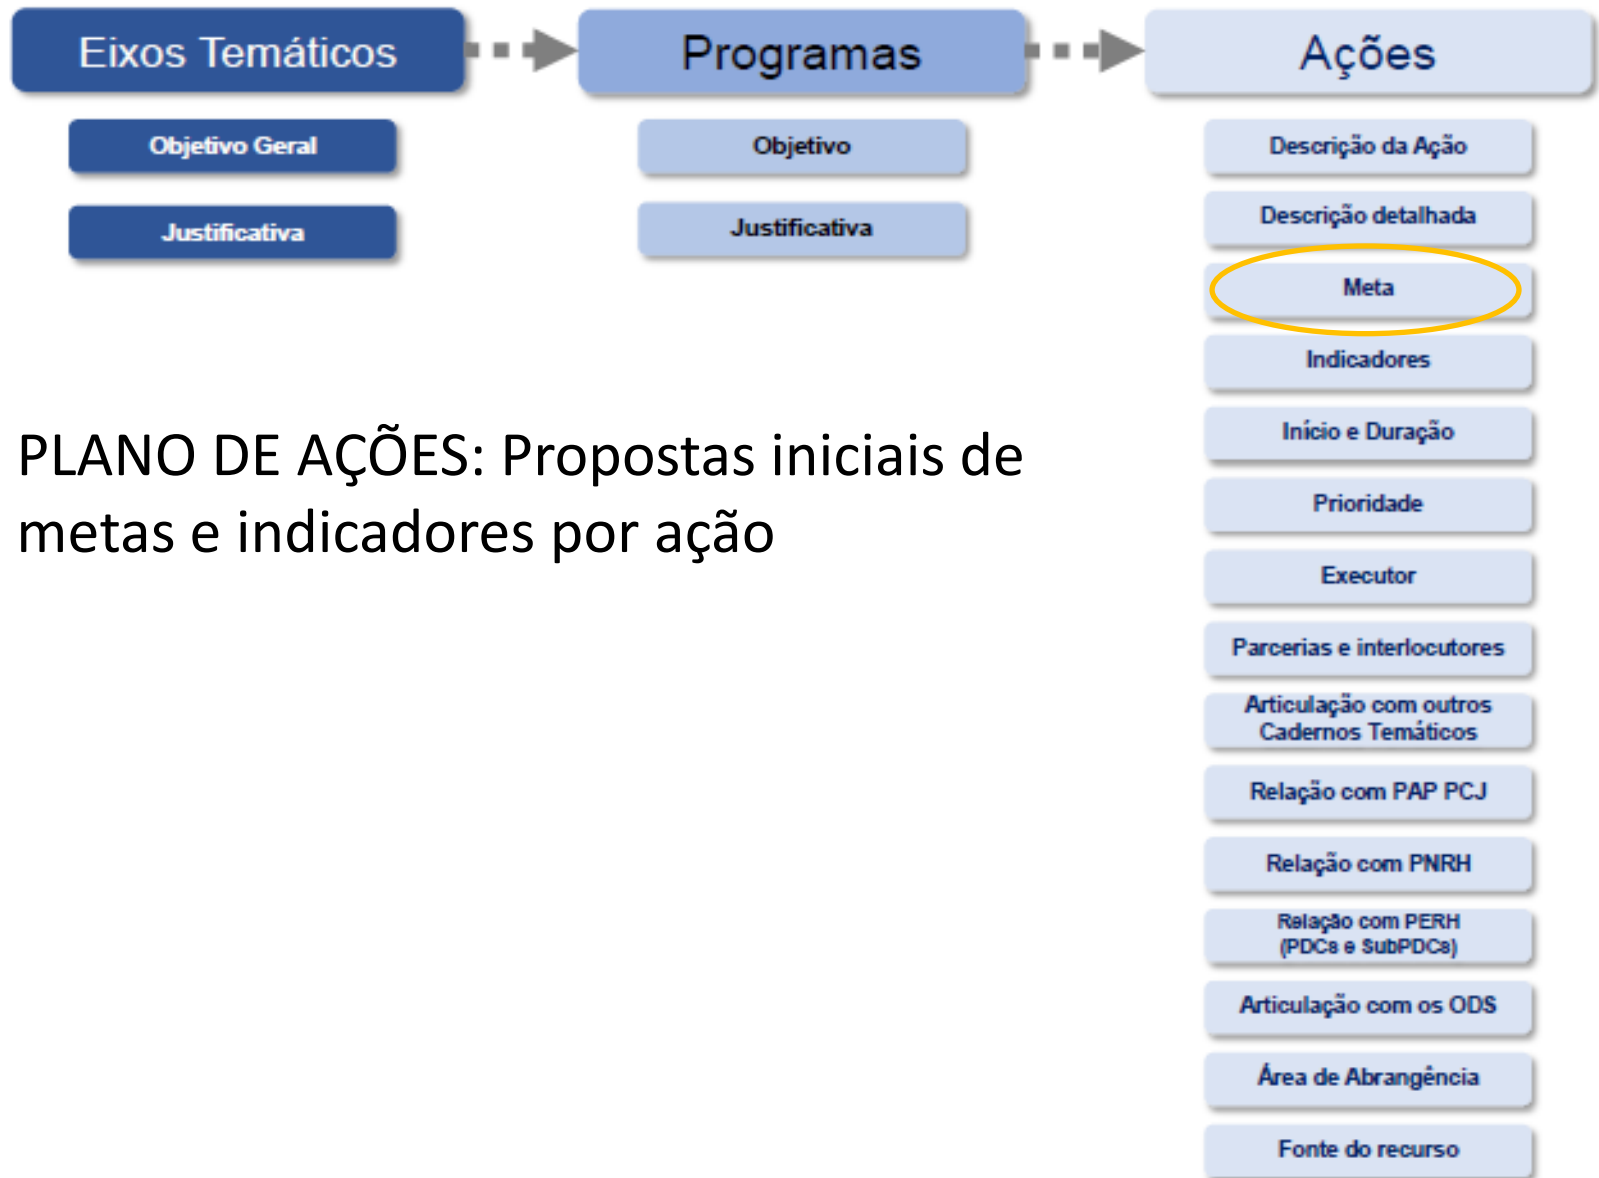 Eixos Temáticos
Programas
Ações
Objetivo Geral
Justificativa
Objetivo
Justificativa
Descrição da Ação
Descrição detalhada
Meta
Indicadores
Início e Duração
Prioridade
Executor
Parcerias e interlocutores
Articulação com outros
Cadernos Temáticos
Relação com PAP PCJ
Relação com PNRH
Relação com PERH
(PDCs e SubPDCs)
Articulação com os ODS
Área de Abrangência
Fonte do recurso
PLANO DE AÇÕES: Propostas iniciais de
metas e indicadores por ação